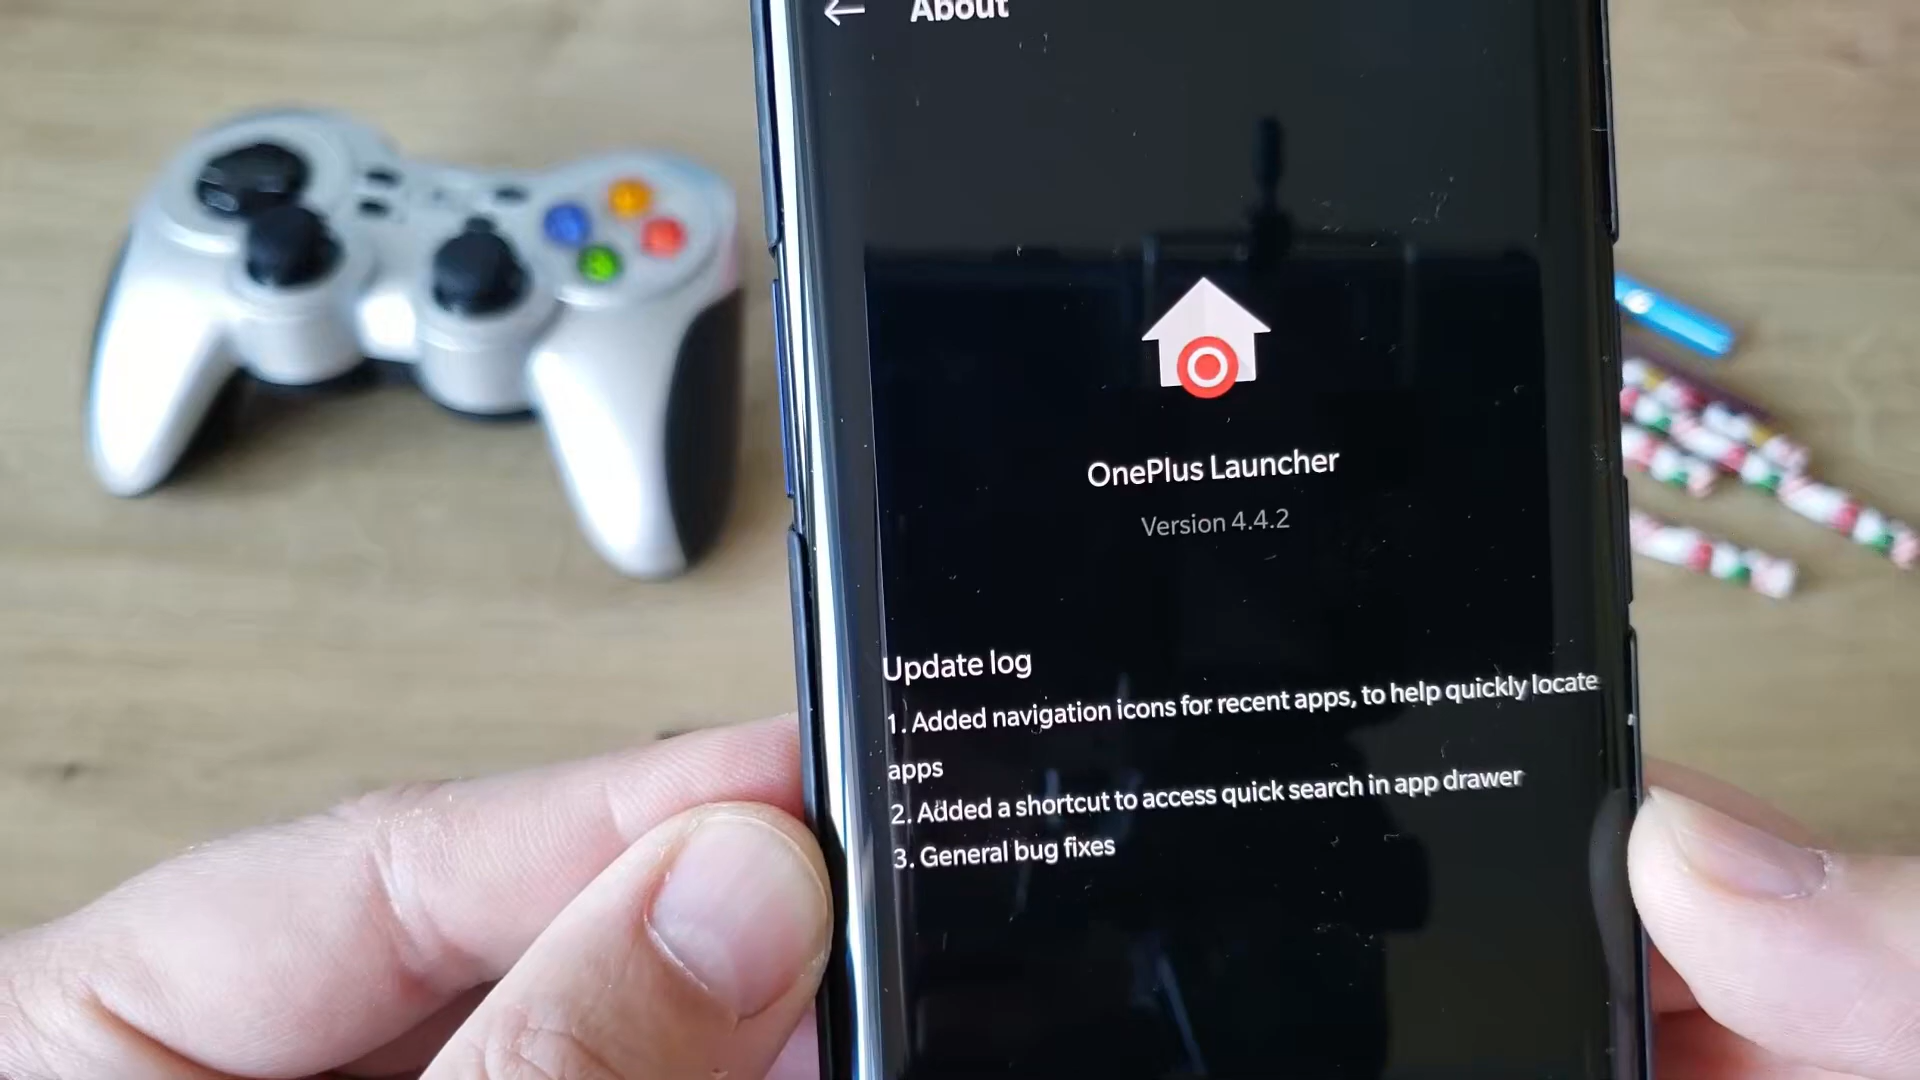 About
OnePlus Launcher
Version 4.4.2
Update log
1. Added navigation icons for recent apps, to help quickly locate
apps
2. Added a shortcut to access quick search in app drawer
3. General bug fixes